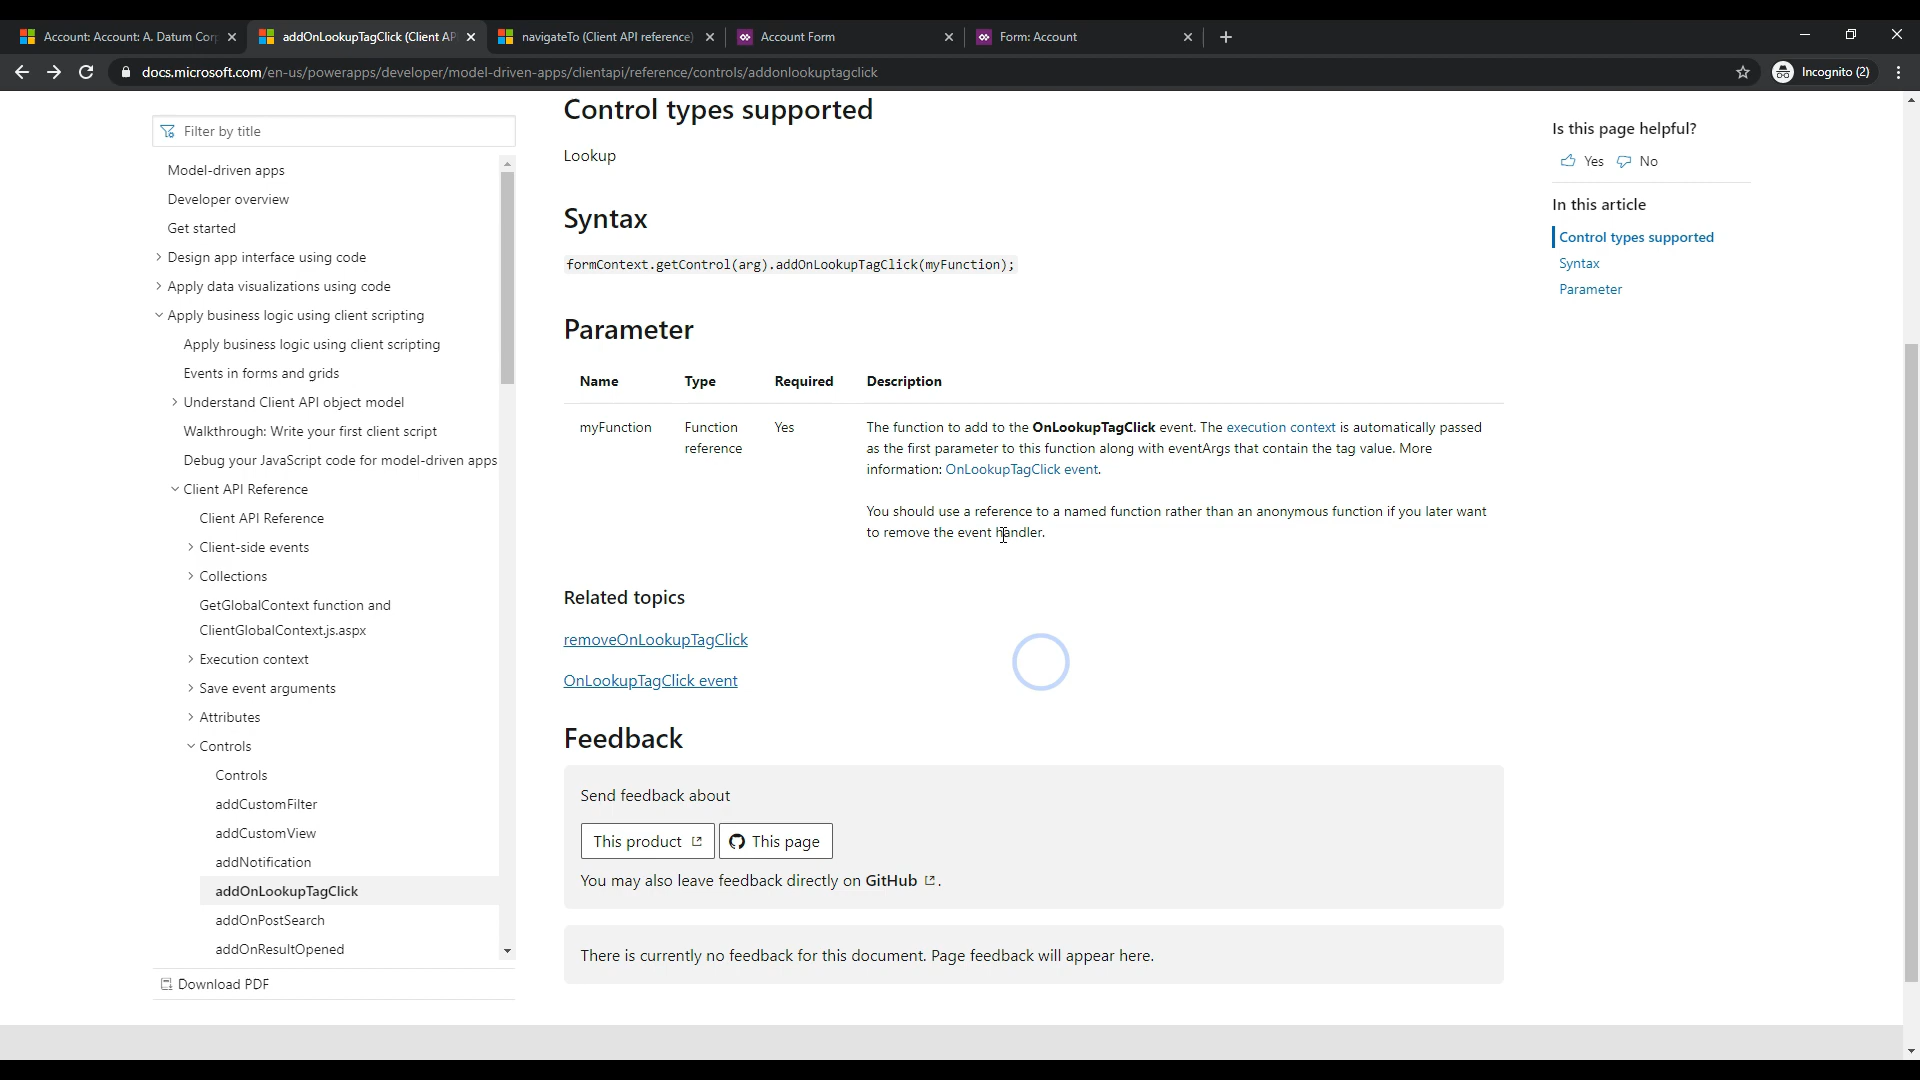 Account: Account: A. Datum Cor
addOnLookupTagClick (Client AP
navigateTo (Client API reference)
Account Form
Form: Account
docs.microsoft.com/en-us/powerapps/developer/model-driven-apps/clientapi/reference/controls/addonlookuptagclick
Incognito (2)
Filter by title
Model-driven apps
Developer overview
Get started
Design app interface using code
Apply data visualizations using code
Apply business logic using client scripting
Apply business logic using client scripting
Events in forms and grids
Understand Client API object model
Walkthrough: Write your first client script
Debug your JavaScript code for model-driven apps
Client API Reference
Client API Reference
Client-side events
Collections
GetGlobalContext function and
ClientGlobalContext.js.aspx
Execution context
Save event arguments
Attributes
Controls
Controls
addCustomFilter
addCustomView
addNotification
addOnLookupTagClick
addOnPostSearch
addOnResultOpened
Download PDF
Control types supported
Lookup
Syntax
formContext.getControl(arg).addOnLookupTagClick(myFunction);
Parameter
Name Type Required Description
myFunction Function reference Yes The function to add to the OnLookupTagClick event. The execution context is automatically passed
as the first parameter to this function along with eventArgs that contain the tag value. More
information: OnLookupTagClick event.
You should use a reference to a named function rather than an anonymous function if you later want
to remove the event handler.
Related topics
removeOnLookupTagClick
OnLookupTagClick event
Feedback
Send feedback about
This product
This page
You may also leave feedback directly on GitHub .
There is currently no feedback for this document. Page feedback will appear here.
Is this page helpful?
Yes No
In this article
Control types supported
Syntax
Parameter